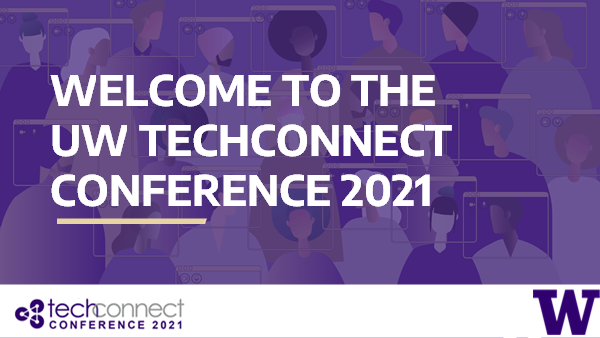 WELCOME TO THE
UW TECHCONNECT
CONFERENCE 2021
techconnect
CONFERENCE 2021
W